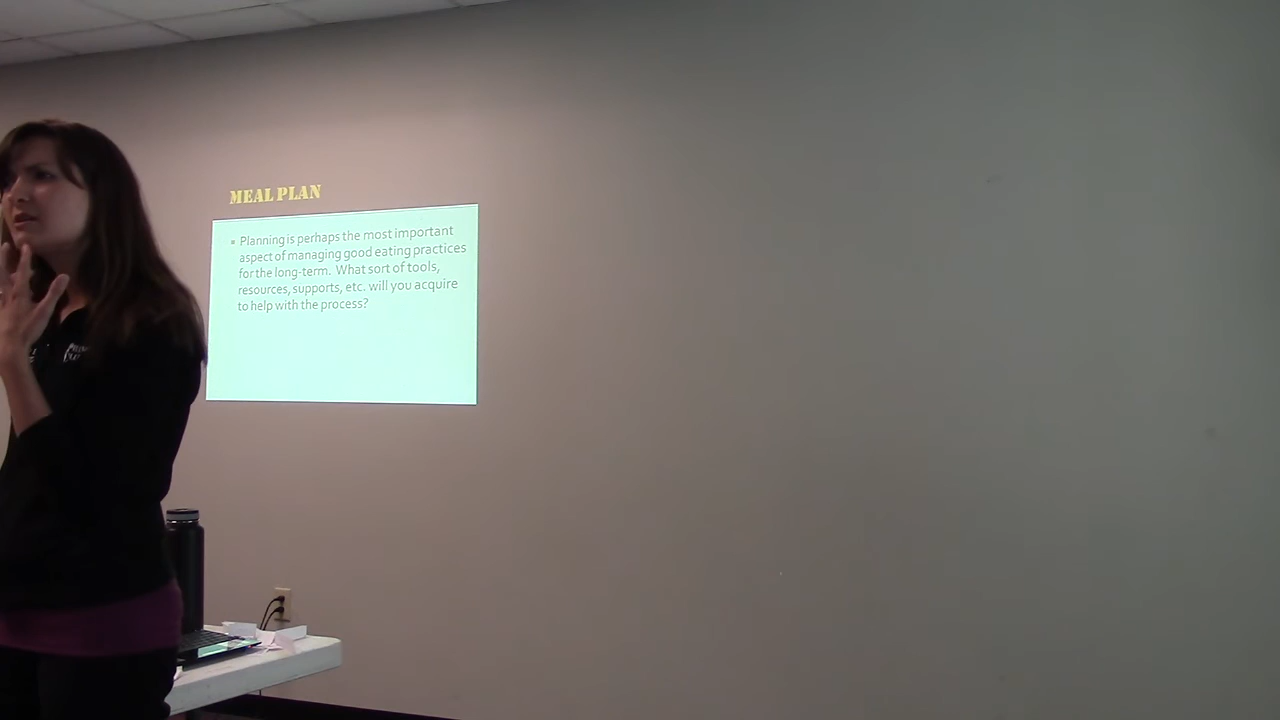 MEAL PLAN
▪ Planning is perhaps the most important
aspect of managing good eating practices
for the long-term. What sort of tools,
resources, supports, etc. will you acquire
to help with the process?